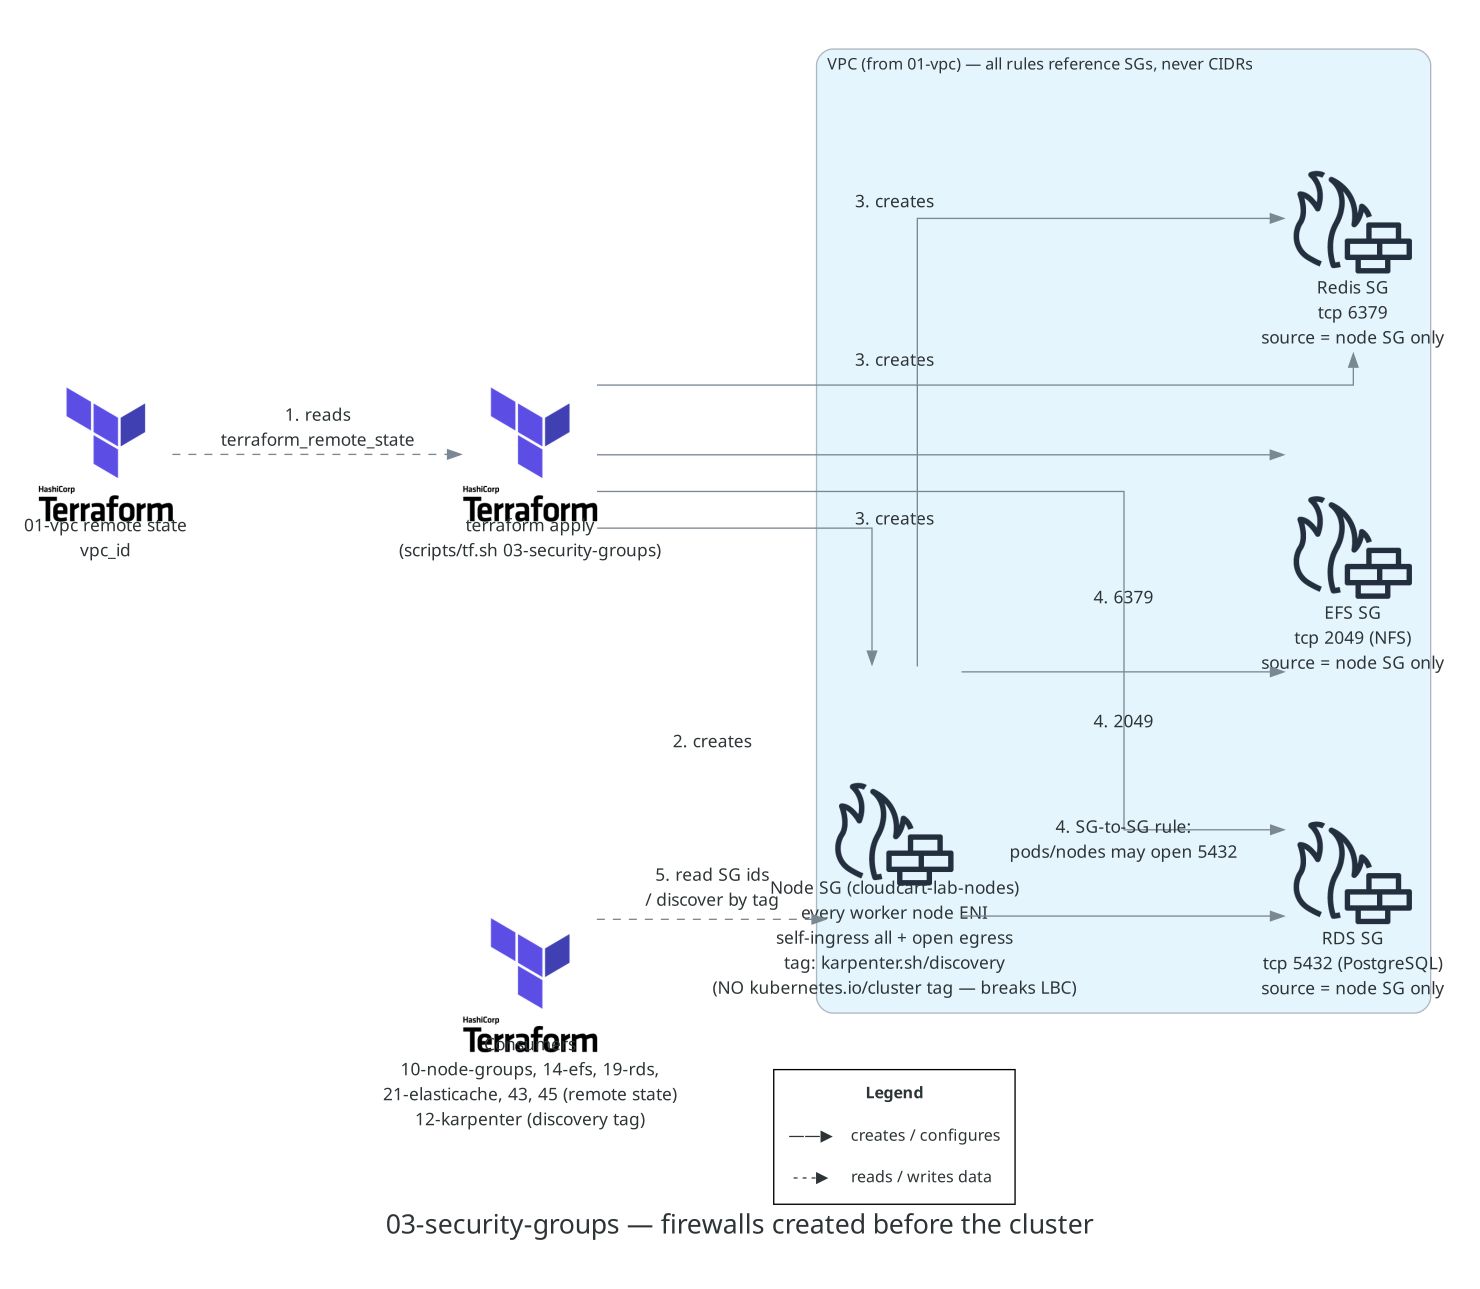 VPC (from 01-vpc) — all rules reference SGs, never CIDRs
3. creates
Redis SG
tcp 6379
source = node SG only
3. creates
1. reads
terraform_remote_state
HashiCorp
Terraform
01-vpc remote state
vpc_id
HashiCorp
Terraform
terraform apply
(scripts/tf.sh 03-security-groups)
3. creates
4. 6379
EFS SG
tcp 2049 (NFS)
source = node SG only
4. 2049
2. creates
4. SG-to-SG rule:
pods/nodes may open 5432
5. read SG ids
/ discover by tag
Node SG (cloudcart-lab-nodes)
every worker node ENI
self-ingress all + open egress
tag: karpenter.sh/discovery
(NO kubernetes.io/cluster tag — breaks LBC)
RDS SG
tcp 5432 (PostgreSQL)
source = node SG only
HashiCorp
Terraform
Consumers
10-node-groups, 14-efs, 19-rds,
21-elasticache, 43, 45 (remote state)
12-karpenter (discovery tag)
Legend
creates / configures
reads / writes data
03-security-groups — firewalls created before the cluster